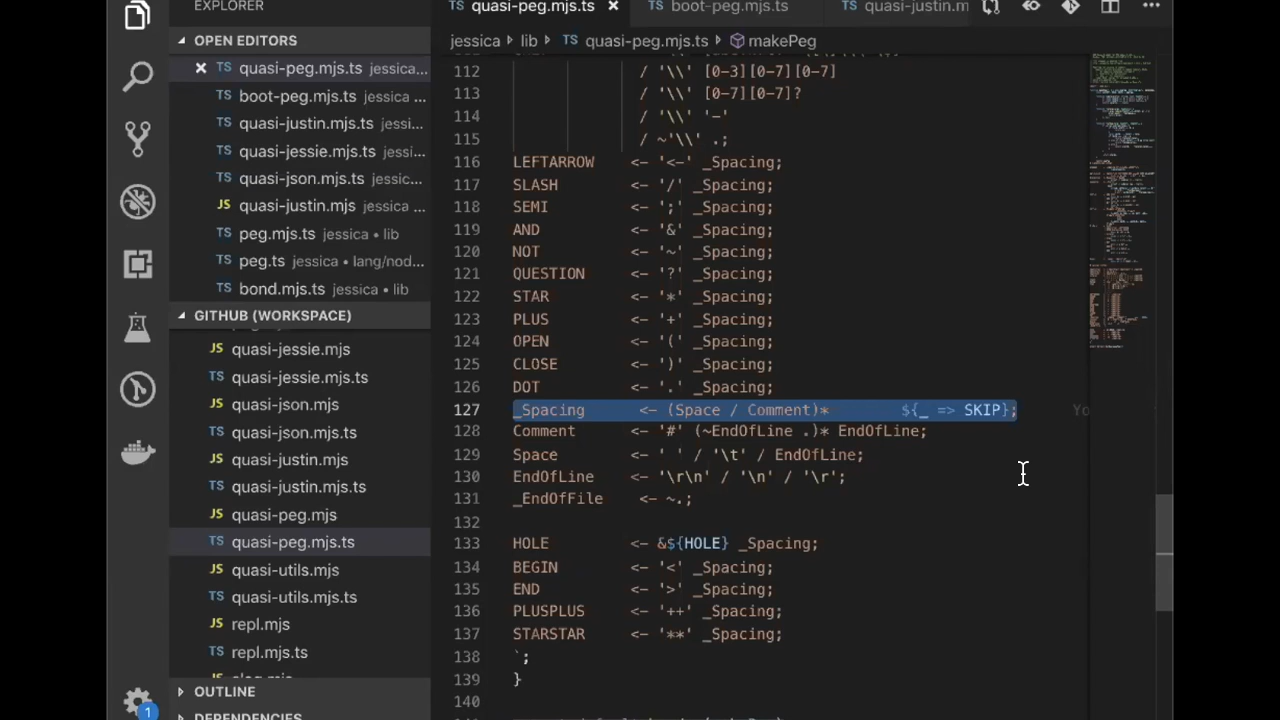 EXPLORER
OPEN EDITORS
quasi-peg.mjs.ts jessica...
boot-peg.mjs.ts jessica ...
quasi-justin.mjs.ts jessi...
quasi-jessie.mjs.ts jessi...
quasi-json.mjs.ts jessica ...
quasi-justin.mjs jessica ...
peg.mjs.ts jessica • lib
peg.ts jessica • lang/nod...
bond.mjs.ts jessica • lib
GITHUB (WORKSPACE)
quasi-jessie.mjs
quasi-jessie.mjs.ts
quasi-json.mjs
quasi-json.mjs.ts
quasi-justin.mjs
quasi-justin.mjs.ts
quasi-peg.mjs
quasi-peg.mjs.ts
quasi-utils.mjs
quasi-utils.mjs.ts
repl.mjs
repl.mjs.ts
OUTLINE
DEPENDENCIES
1
quasi-peg.mjs.ts boot-peg.mjs.ts quasi-justin.m
jessica › lib › TS quasi-peg.mjs.ts › makePeg
112 / '\\' [0-3][0-7][0-7]
113 / '\\' [0-7][0-7]?
114 / '\\' '-'
115 / ~'\\' .;
116 LEFTARROW <- '<-' _Spacing;
117 SLASH <- '/' _Spacing;
118 SEMI <- ';' _Spacing;
119 AND <- '&' _Spacing;
120 NOT <- '~' _Spacing;
121 QUESTION <- '?' _Spacing;
122 STAR <- '*' _Spacing;
123 PLUS <- '+' _Spacing;
124 OPEN <- '(' _Spacing;
125 CLOSE <- ')' _Spacing;
126 DOT <- '.' _Spacing;
127 _Spacing <- (Space / Comment)* ${_ => SKIP}; Yo
128 Comment <- '#' (~EndOfLine .)* EndOfLine;
129 Space <- ' ' / '\t' / EndOfLine;
130 EndOfLine <- '\r\n' / '\n' / '\r';
131 _EndOfFile <- ~.;
132
133 HOLE <- &${HOLE} _Spacing;
134 BEGIN <- '<' _Spacing;
135 END <- '>' _Spacing;
136 PLUSPLUS <- '++' _Spacing;
137 STARSTAR <- '**' _Spacing;
138 `;
139 }
140